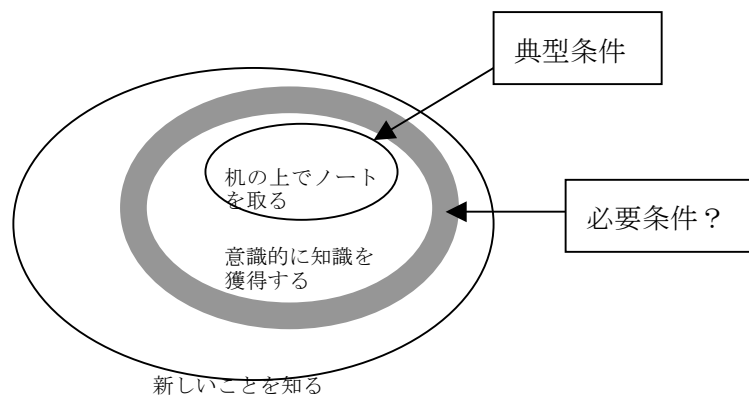 典型条件
机の上でノート
を取る
必要条件？
意識的に知識を
獲得する
新しいことを知る